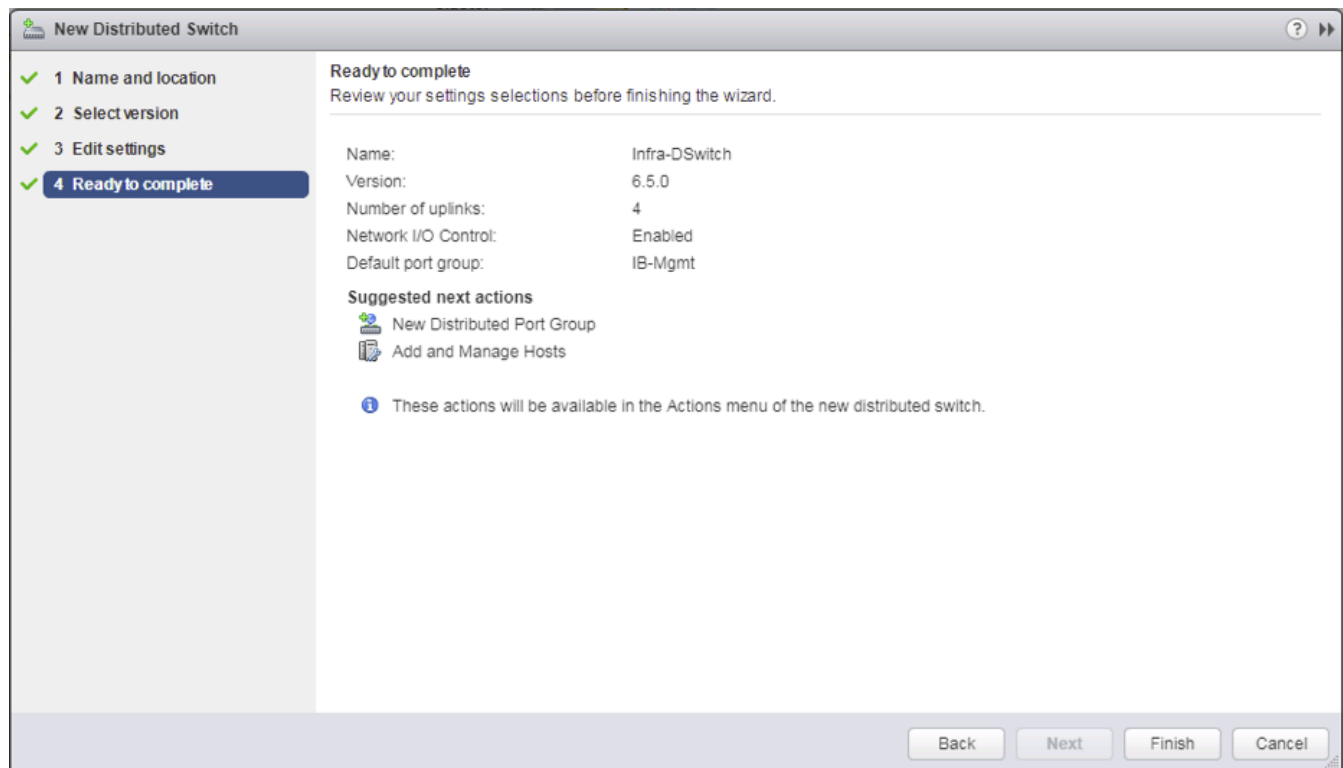 New Distributed Switch
1 Name and location
2 Select version
3 Edit settings
4 Ready to complete
Ready to complete
Review your settings selections before finishing the wizard.
Name: Infra-DSwitch
Version: 6.5.0
Number of uplinks: 4
Network I/O Control: Enabled
Default port group: IB-Mgmt
Suggested next actions
New Distributed Port Group
Add and Manage Hosts
These actions will be available in the Actions menu of the new distributed switch.
Back Next Finish Cancel